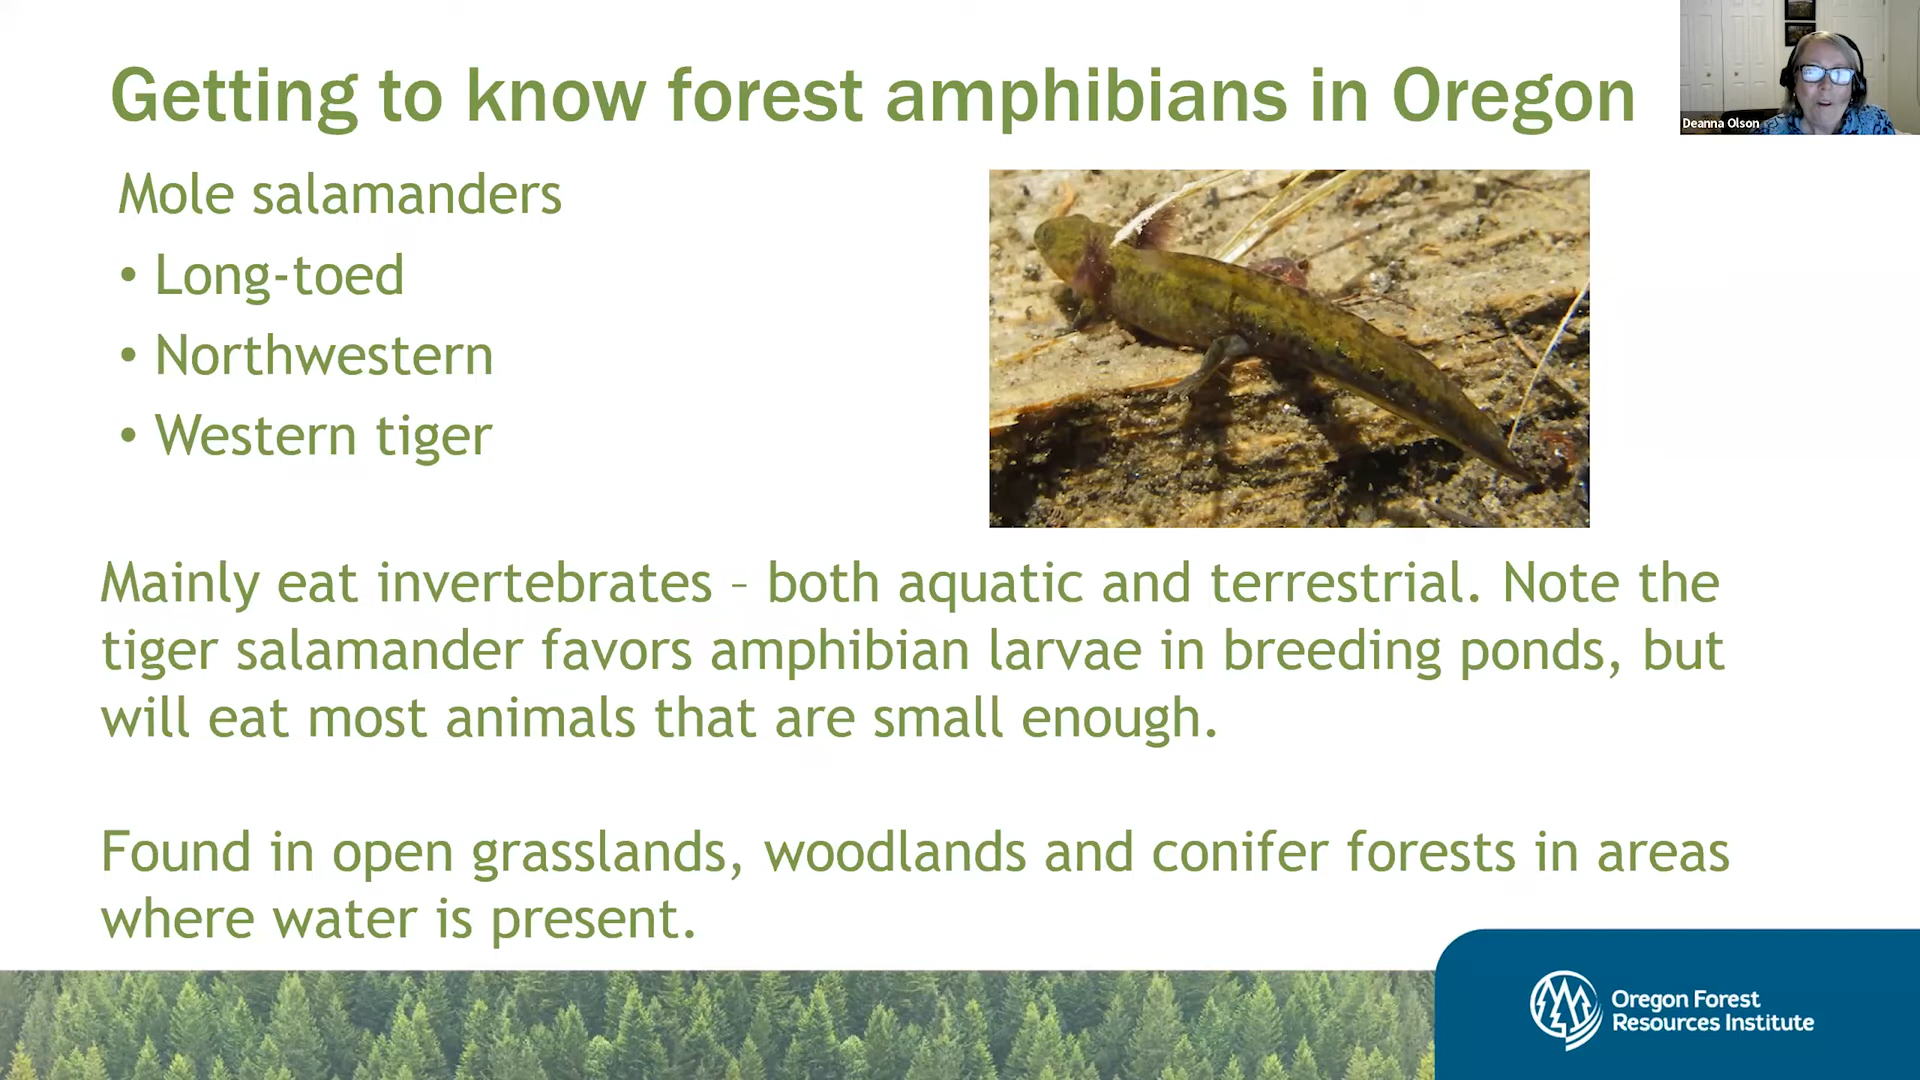 Getting to know forest amphibians in Oregon
Deanna Olson
Mole salamanders
• Long-toed
• Northwestern
• Western tiger
Mainly eat invertebrates – both aquatic and terrestrial. Note the
tiger salamander favors amphibian larvae in breeding ponds, but
will eat most animals that are small enough.
Found in open grasslands, woodlands and conifer forests in areas
where water is present.
Oregon Forest
Resources Institute